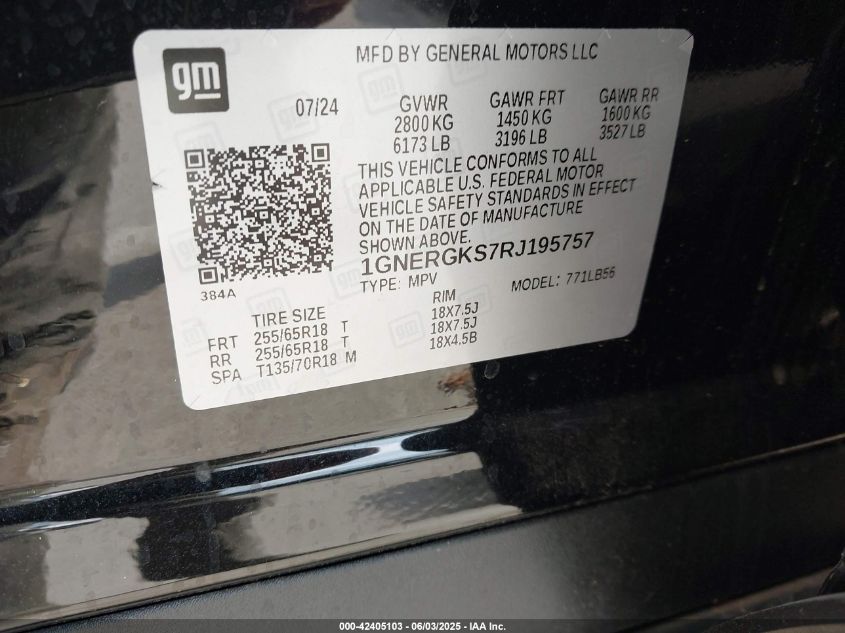 gm
MFD BY GENERAL MOTORS LLC
07/24
GVWR
2800 KG
6173 LB
GAWR FRT
1450 KG
3196 LB
GAWR RR
1600 KG
3527 LB
THIS VEHICLE CONFORMS TO ALL
APPLICABLE U.S. FEDERAL MOTOR
VEHICLE SAFETY STANDARDS IN EFFECT
ON THE DATE OF MANUFACTURE
SHOWN ABOVE.
1GNERGKS7RJ195757
TYPE: MPV
MODEL: 771LB56
384A
TIRE SIZE
RIM
FRT 255/65R18 T 18X7.5J
RR 255/65R18 T 18X7.5J
SPA T135/70R18 M 18X4.5B
000-42405103 - 06/03/2025 - IAA Inc.